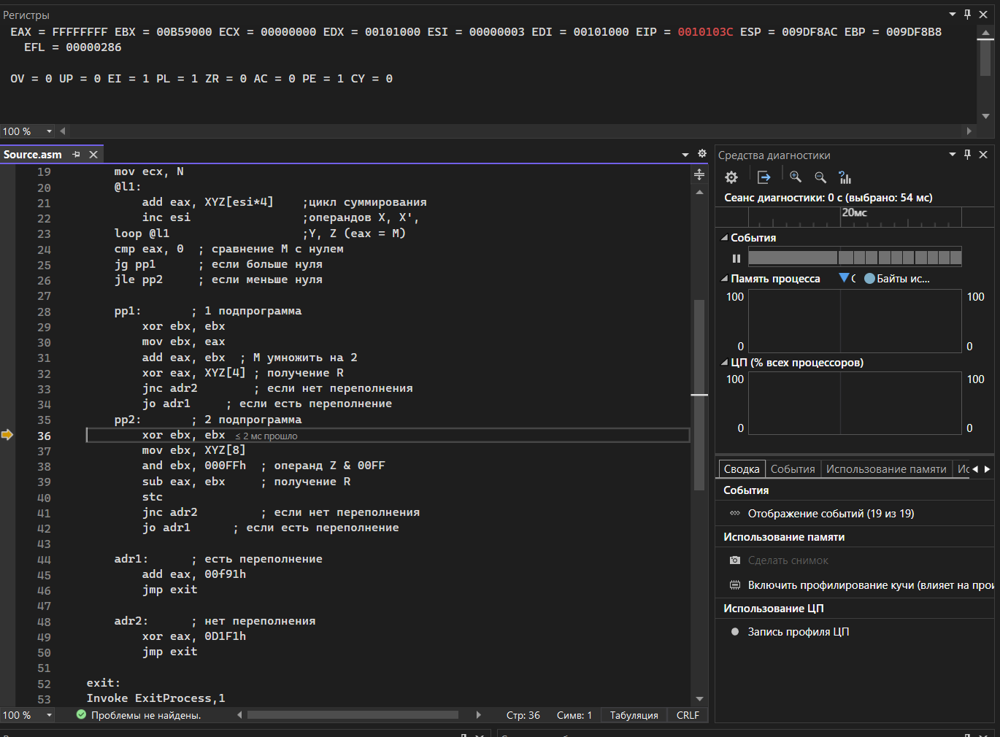 Регистры
EAX = FFFFFFFF EBX = 00B59000 ECX = 00000000 EDX = 00101000 ESI = 00000003 EDI = 00101000 EIP = 0010103C ESP = 009DF8AC EBP = 009DF8B8
EFL = 00000286
OV = 0 UP = 0 EI = 1 PL = 1 ZR = 0 AC = 0 PE = 1 CY = 0
100 %
Source.asm
19 mov ecx, N
20 @l1:
21 add eax, XYZ[esi*4] ;цикл суммирования
22 inc esi ;операндов X, X',
23 loop @l1 ;Y, Z (eax = M)
24 cmp eax, 0 ; сравнение M с нулем
25 jg pp1 ; если больше нуля
26 jle pp2 ; если меньше нуля
27
28 pp1: ; 1 подпрограмма
29 xor ebx, ebx
30 mov ebx, eax
31 add eax, ebx ; M умножить на 2
32 xor eax, XYZ[4] ; получение R
33 jnc adr2 ; если нет переполнения
34 jo adr1 ; если есть переполнение
35 pp2: ; 2 подпрограмма
36 xor ebx, ebx ≤ 2 мс прошло
37 mov ebx, XYZ[8]
38 and ebx, 000FFh ; операнд Z & 00FF
39 sub eax, ebx ; получение R
40 stc
41 jnc adr2 ; если нет переполнения
42 jo adr1 ; если есть переполнение
43
44 adr1: ; есть переполнение
45 add eax, 00f91h
46 jmp exit
47
48 adr2: ; нет переполнения
49 xor eax, 0D1F1h
50 jmp exit
51
52 exit:
53 Invoke ExitProcess,1
100 % Проблемы не найдены. Стр: 36 Симв: 1 Табуляция CRLF
Средства диагностики
Сеанс диагностики: 0 с (выбрано: 54 мс)
20мс
События
Память процесса С Байты ис...
100 100
0 0
ЦП (% всех процессоров)
100 100
0 0
Сводка События Использование памяти Ис
События
Отображение событий (19 из 19)
Использование памяти
Сделать снимок
Включить профилирование кучи (влияет на прои
Использование ЦП
Запись профиля ЦП